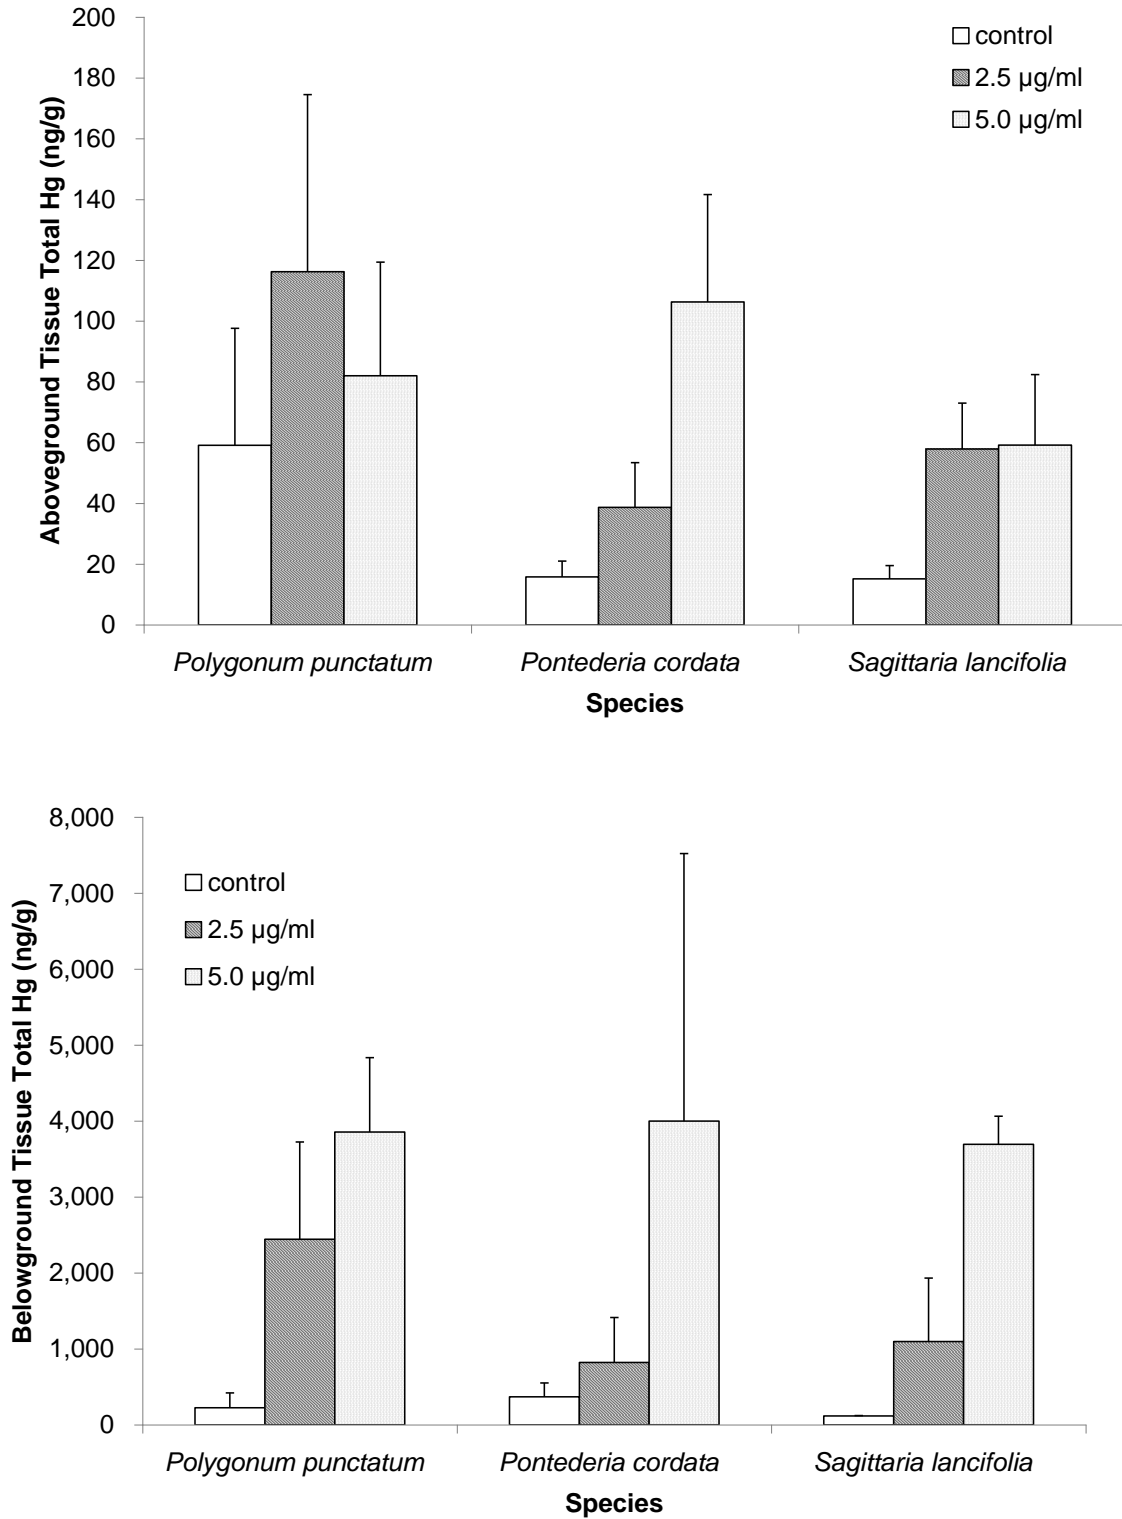 Aboveground Tissue Total Hg (ng/g)
200
180
160
140
120
100
80
60
40
20
0
control
2.5 µg/ml
5.0 µg/ml
Polygonum punctatum
Pontederia cordata
Sagittaria lancifolia
Species
Belowground Tissue Total Hg (ng/g)
8,000
7,000
6,000
5,000
4,000
3,000
2,000
1,000
0
control
2.5 µg/ml
5.0 µg/ml
Polygonum punctatum
Pontederia cordata
Sagittaria lancifolia
Species